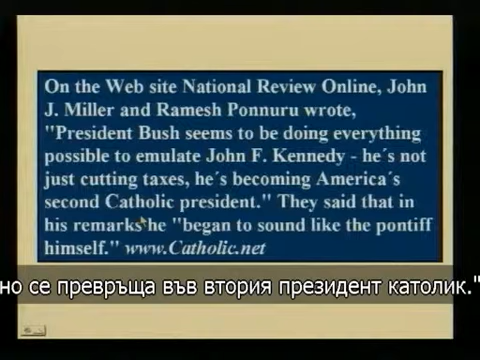 On the Web site National Review Online, John
J. Miller and Ramesh Ponnuru wrote,
"President Bush seems to be doing everything
possible to emulate John F. Kennedy - he´s not
just cutting taxes, he´s becoming America´s
second Catholic president." They said that in
his remarks he "began to sound like the pontiff
himself." www.Catholic.net
но се превръща във втория президент католик."